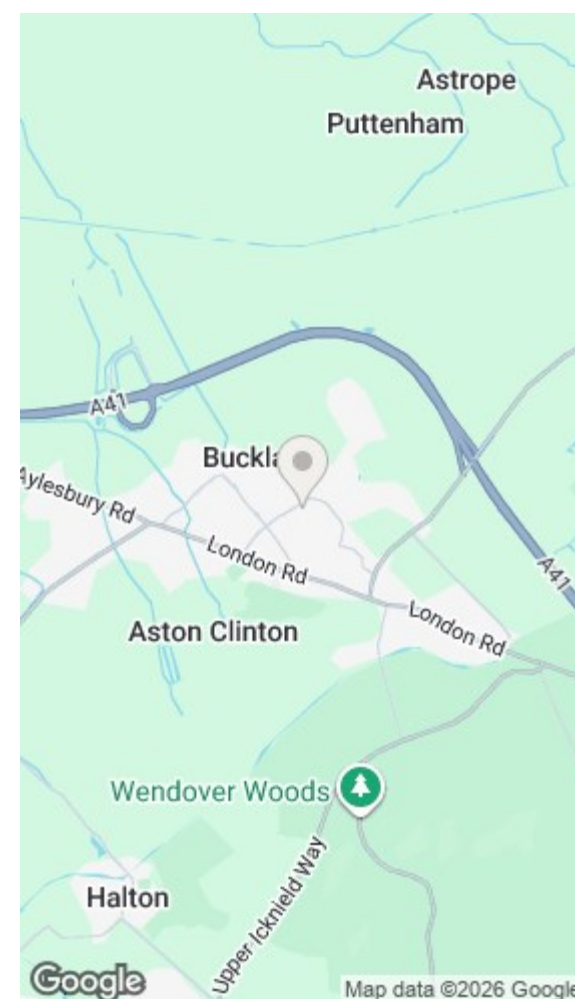 Astrope
Puttenham
A41
Buckla
Aylesbury Rd
London Rd
A41
London Rd
Aston Clinton
Wendover Woods
Upper Icknield Way
Halton
Google
Map data ©2026 Google